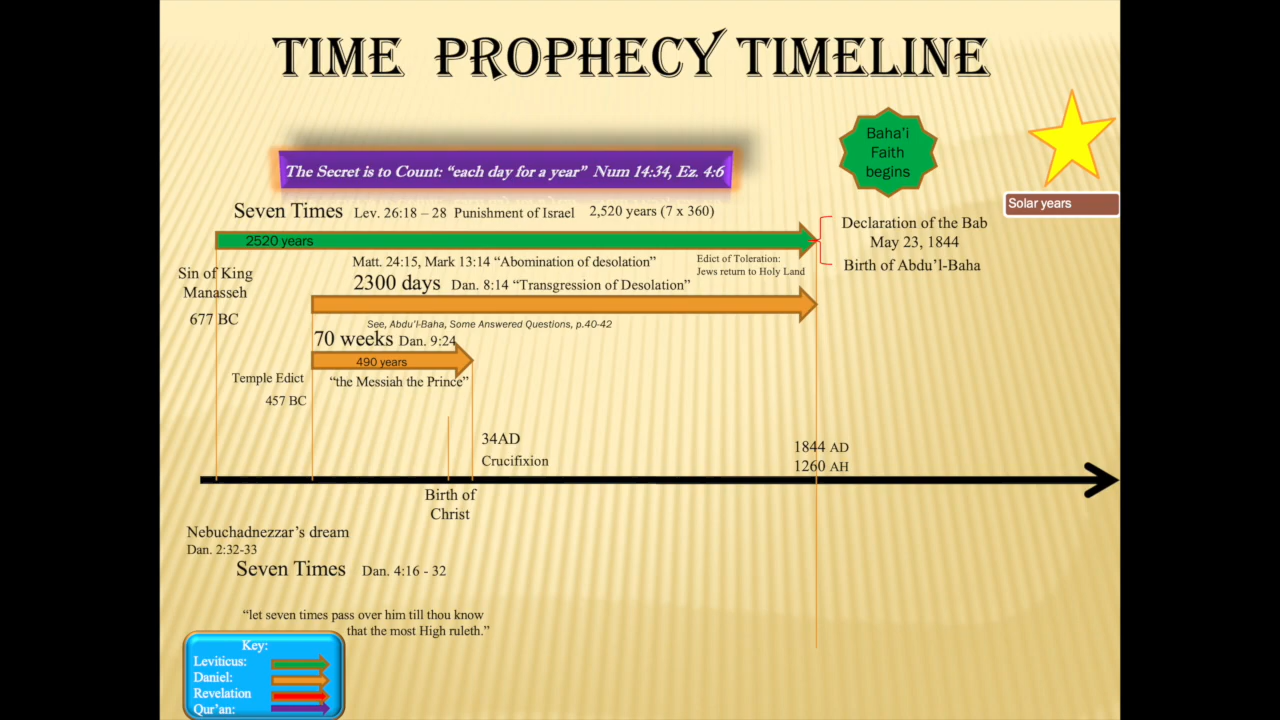 TIME PROPHECY TIMELINE
Baha’i
Faith
begins
The Secret is to Count: “each day for a year” Num 14:34, Ez. 4:6
Solar years
Seven Times Lev. 26:18 – 28 Punishment of Israel 2,520 years (7 x 360)
2520 years
Declaration of the Bab
May 23, 1844
Birth of Abdu’l-Baha
Sin of King
Manasseh
677 BC
Matt. 24:15, Mark 13:14 “Abomination of desolation”
Edict of Toleration:
Jews return to Holy Land
2300 days Dan. 8:14 “Transgression of Desolation”
See, Abdu’l-Baha, Some Answered Questions, p.40-42
70 weeks Dan. 9:24
490 years
Temple Edict
457 BC
“the Messiah the Prince”
34AD
Crucifixion
1844 AD
1260 AH
Birth of
Christ
Nebuchadnezzar’s dream
Dan. 2:32-33
Seven Times Dan. 4:16 - 32
“let seven times pass over him till thou know
that the most High ruleth.”
Key:
Leviticus:
Daniel:
Revelation
Qur’an: